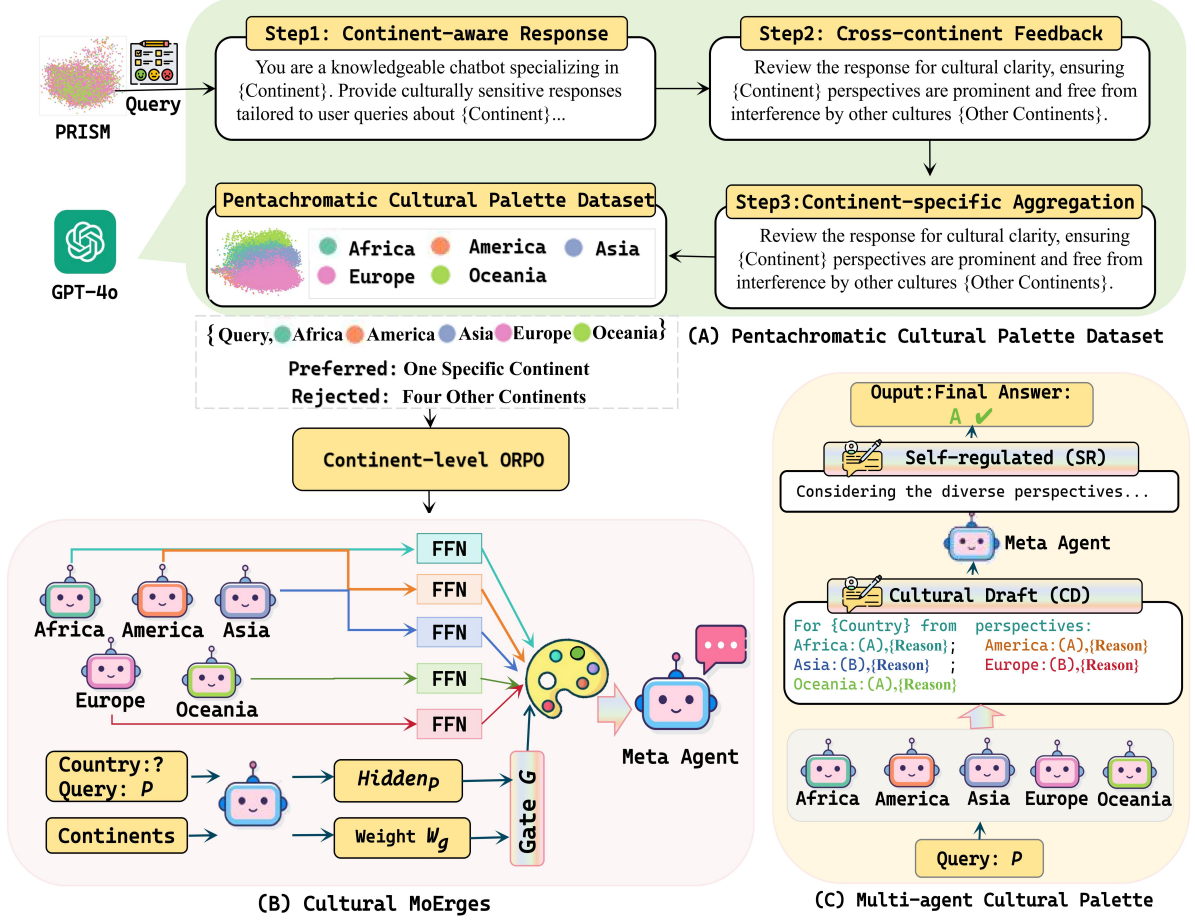 Step1: Continent-aware Response
You are a knowledgeable chatbot specializing in
{Continent}. Provide culturally sensitive responses
tailored to user queries about {Continent}...
Step2: Cross-continent Feedback
Review the response for cultural clarity, ensuring
{Continent} perspectives are prominent and free from
interference by other cultures {Other Continents}.
Query
PRISM
Step3:Continent-specific Aggregation
Review the response for cultural clarity, ensuring
{Continent} perspectives are prominent and free from
interference by other cultures {Other Continents}.
Pentachromatic Cultural Palette Dataset
Africa America Asia
Europe Oceania
GPT-4o
(A) Pentachromatic Cultural Palette Dataset
{Query, Africa America Asia Europe Oceania}
Preferred: One Specific Continent
Rejected: Four Other Continents
Continent-level ORPO
Africa America Asia
Europe Oceania
FFN
FFN
FFN
FFN
FFN
Meta Agent
Country:?
Query: P
Continents
Hidden_P
Weight W_g
Gate G
(B) Cultural MoErges
Ouput:Final Answer:
A ✔
Self-regulated (SR)
Considering the diverse perspectives...
Meta Agent
Cultural Draft (CD)
For {Country} from perspectives:
Africa:(A),{Reason}; America:(A),{Reason}
Asia:(B),{Reason} ; Europe:(B),{Reason}
Oceania:(A),{Reason}
Africa America Asia Europe Oceania
Query: P
(C) Multi-agent Cultural Palette